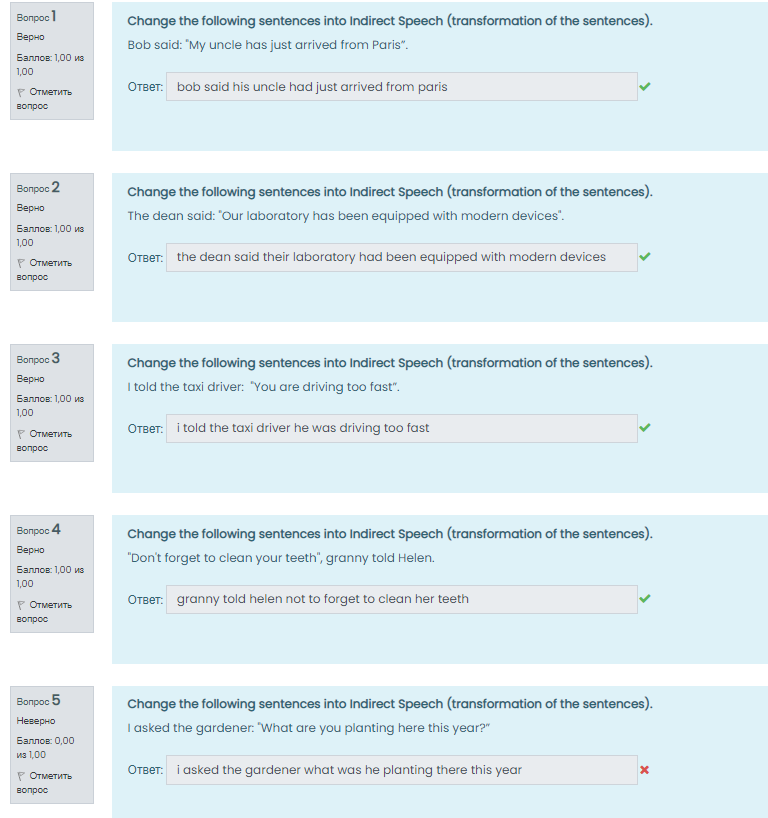 Вопрос 1
Верно
Баллов: 1,00 из
1,00
Отметить
вопрос
Change the following sentences into Indirect Speech (transformation of the sentences).
Bob said: "My uncle has just arrived from Paris”.
Ответ: bob said his uncle had just arrived from paris
Вопрос 2
Верно
Баллов: 1,00 из
1,00
Отметить
вопрос
Change the following sentences into Indirect Speech (transformation of the sentences).
The dean said: "Our laboratory has been equipped with modern devices".
Ответ: the dean said their laboratory had been equipped with modern devices
Вопрос 3
Верно
Баллов: 1,00 из
1,00
Отметить
вопрос
Change the following sentences into Indirect Speech (transformation of the sentences).
I told the taxi driver: "You are driving too fast”.
Ответ: i told the taxi driver he was driving too fast
Вопрос 4
Верно
Баллов: 1,00 из
1,00
Отметить
вопрос
Change the following sentences into Indirect Speech (transformation of the sentences).
"Don't forget to clean your teeth", granny told Helen.
Ответ: granny told helen not to forget to clean her teeth
Вопрос 5
Неверно
Баллов: 0,00
из 1,00
Отметить
вопрос
Change the following sentences into Indirect Speech (transformation of the sentences).
I asked the gardener: "What are you planting here this year?”
Ответ: i asked the gardener what was he planting there this year